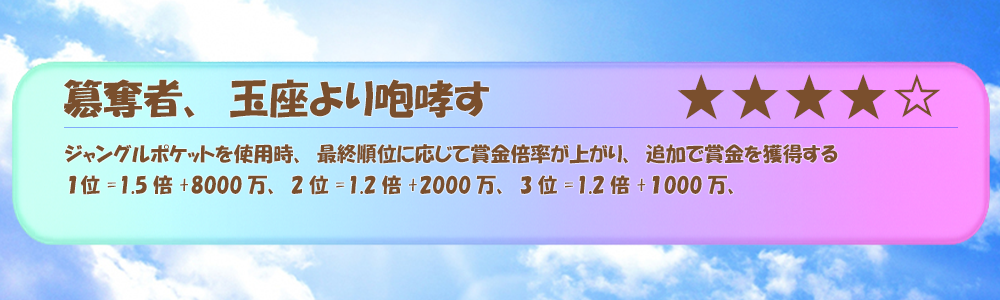 簒奪者、玉座より咆哮す ★★★★☆
ジャングルポケットを使用時、最終順位に応じて賞金倍率が上がり、追加で賞金を獲得する
1位=1.5倍+8000万、2位=1.2倍+2000万、3位=1.2倍+1000万、